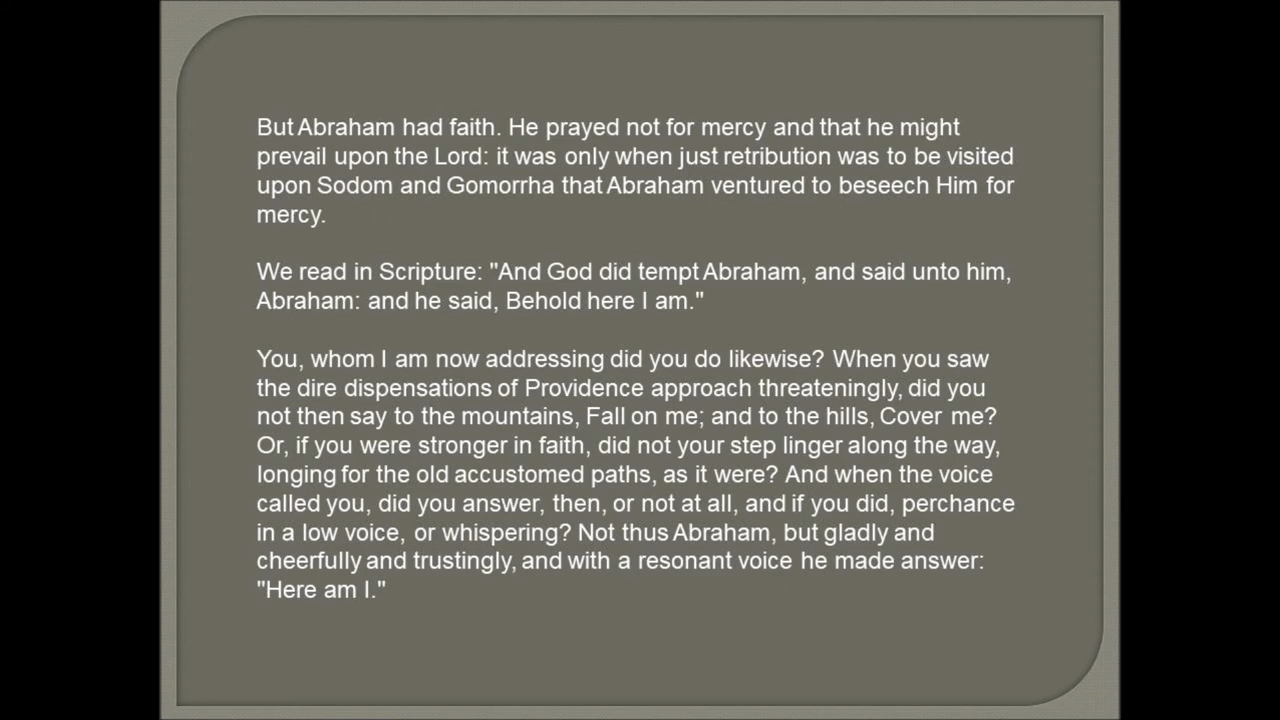 But Abraham had faith. He prayed not for mercy and that he might
prevail upon the Lord: it was only when just retribution was to be visited
upon Sodom and Gomorrha that Abraham ventured to beseech Him for
mercy.
We read in Scripture: "And God did tempt Abraham, and said unto him,
Abraham: and he said, Behold here I am."
You, whom I am now addressing did you do likewise? When you saw
the dire dispensations of Providence approach threateningly, did you
not then say to the mountains, Fall on me; and to the hills, Cover me?
Or, if you were stronger in faith, did not your step linger along the way,
longing for the old accustomed paths, as it were? And when the voice
called you, did you answer, then, or not at all, and if you did, perchance
in a low voice, or whispering? Not thus Abraham, but gladly and
cheerfully and trustingly, and with a resonant voice he made answer:
"Here am I."